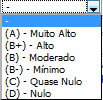 -
-
(A) - Muito Alto
(B+) - Alto
(B) - Moderado
(B-) - Mínimo
(C) - Quase Nulo
(D) - Nulo